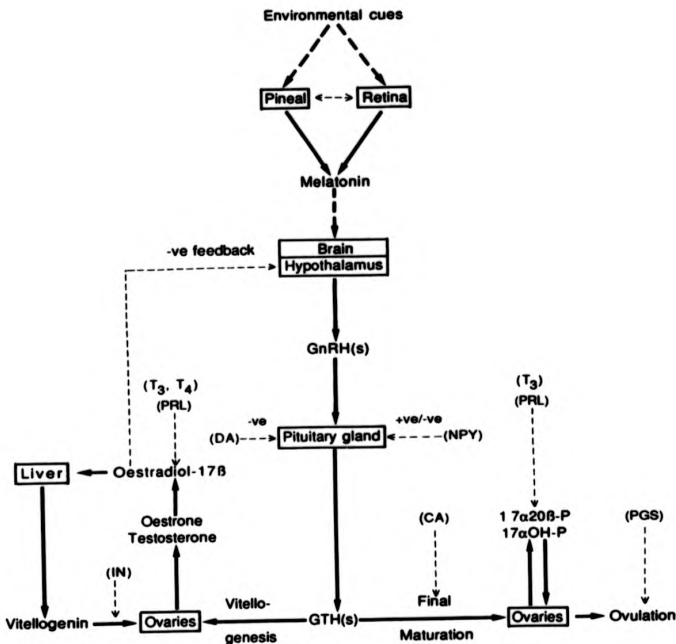 Environmental cues
Pineal
Retina
Melatonin
-ve feedback
Brain
Hypothalamus
GnRH(s)
(T3, T4)
(PRL)
(T3)
(PRL)
-ve
+ve/-ve
(DA)
Pituitary gland
(NPY)
Liver
Oestradiol-17ß
Oestrone
Testosterone
(CA)
1 7α20ß-P
17αOH-P
(PGS)
(IN)
Vitello-
Final
Vitellogenin
Ovaries
GTH(s)
Ovaries
Ovulation
genesis
Maturation